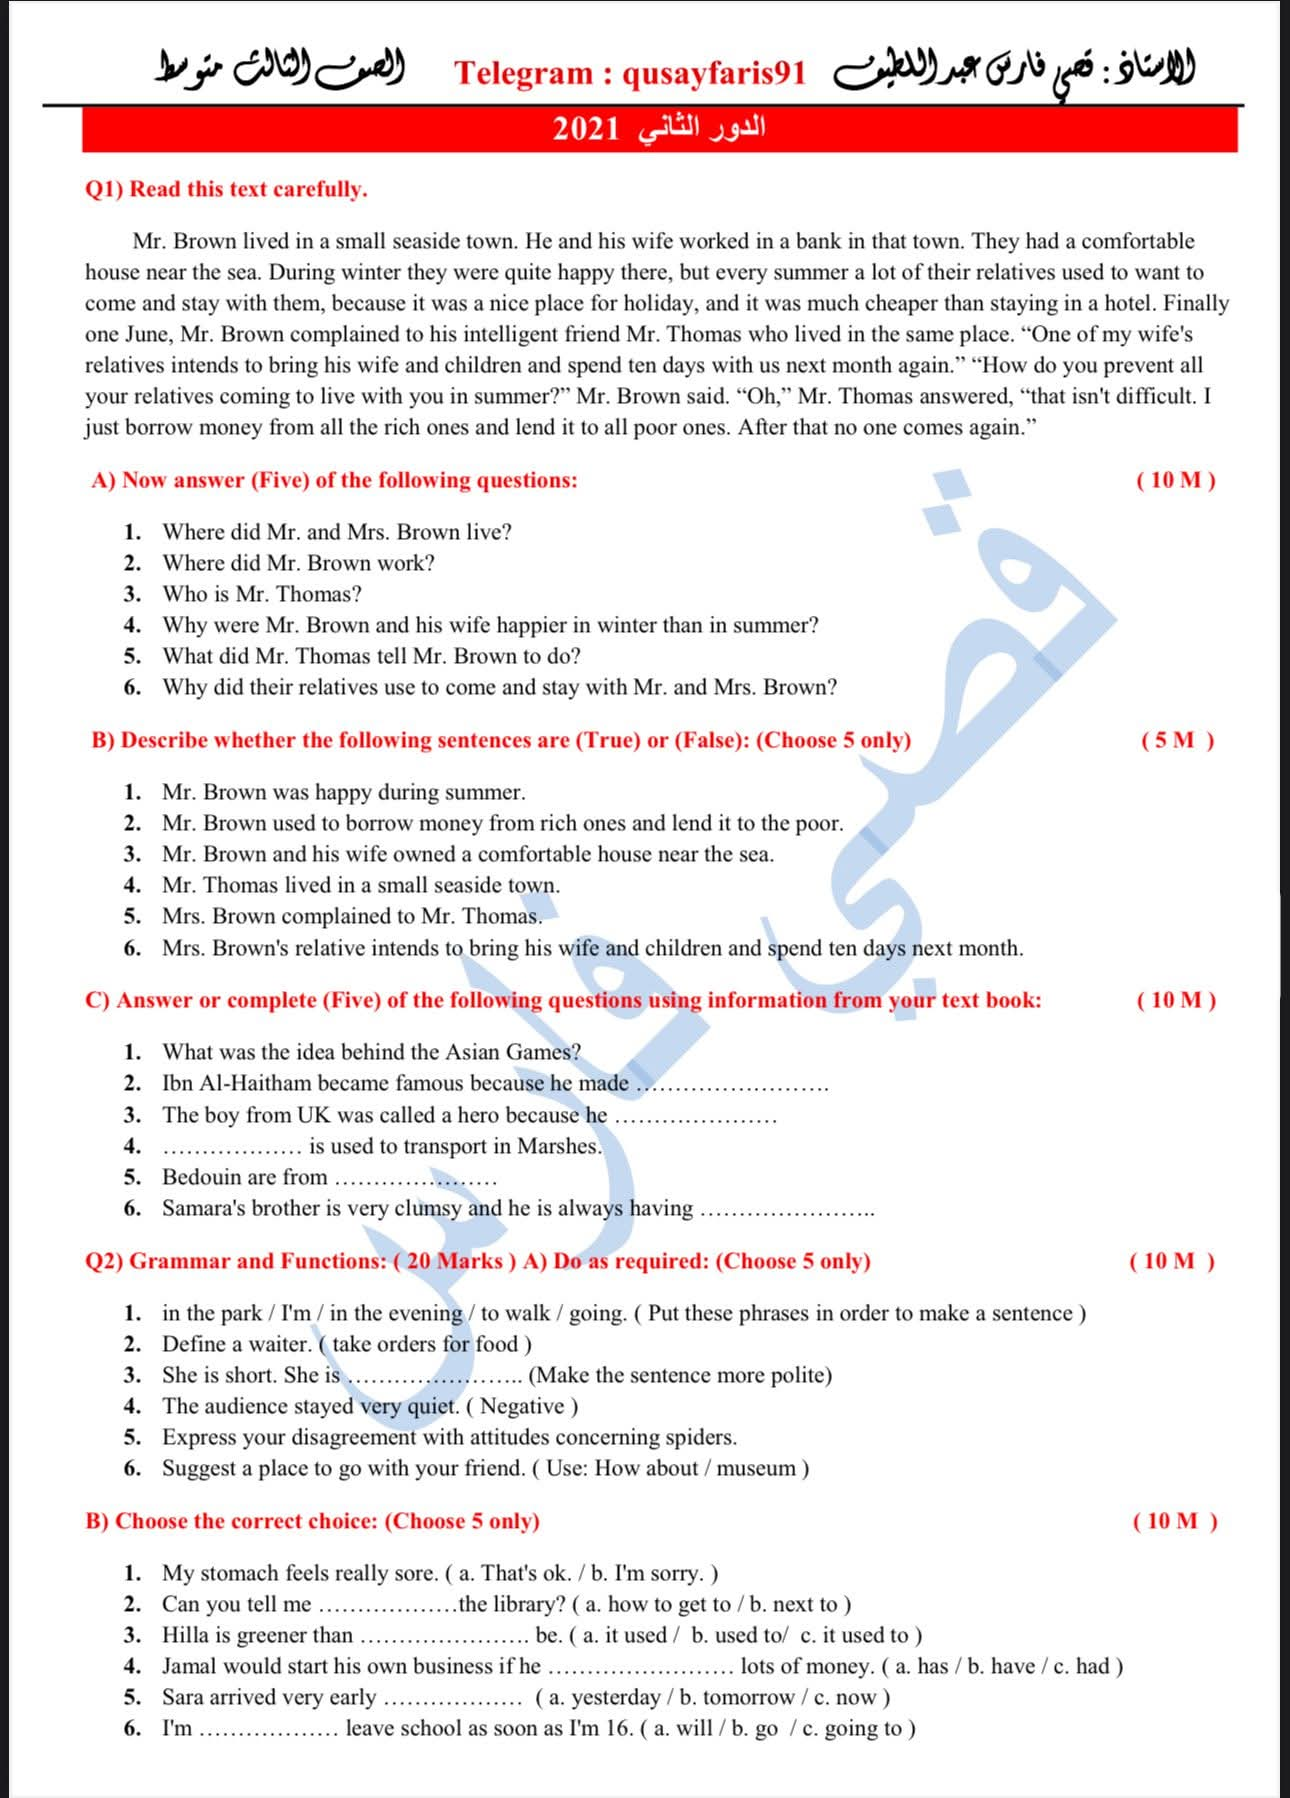 الاستاذ : قصي فارس عبد اللطيف Telegram : qusayfaris91 الصف الثالث متوسط
الدور الثاني 2021
Q1) Read this text carefully.
Mr. Brown lived in a small seaside town. He and his wife worked in a bank in that town. They had a comfortable
house near the sea. During winter they were quite happy there, but every summer a lot of their relatives used to want to
come and stay with them, because it was a nice place for holiday, and it was much cheaper than staying in a hotel. Finally
one June, Mr. Brown complained to his intelligent friend Mr. Thomas who lived in the same place. “One of my wife's
relatives intends to bring his wife and children and spend ten days with us next month again.” “How do you prevent all
your relatives coming to live with you in summer?” Mr. Brown said. “Oh,” Mr. Thomas answered, “that isn't difficult. I
just borrow money from all the rich ones and lend it to all poor ones. After that no one comes again.”
A) Now answer (Five) of the following questions: ( 10 M )
1. Where did Mr. and Mrs. Brown live?
2. Where did Mr. Brown work?
3. Who is Mr. Thomas?
4. Why were Mr. Brown and his wife happier in winter than in summer?
5. What did Mr. Thomas tell Mr. Brown to do?
6. Why did their relatives use to come and stay with Mr. and Mrs. Brown?
B) Describe whether the following sentences are (True) or (False): (Choose 5 only) ( 5 M )
1. Mr. Brown was happy during summer.
2. Mr. Brown used to borrow money from rich ones and lend it to the poor.
3. Mr. Brown and his wife owned a comfortable house near the sea.
4. Mr. Thomas lived in a small seaside town.
5. Mrs. Brown complained to Mr. Thomas.
6. Mrs. Brown's relative intends to bring his wife and children and spend ten days next month.
C) Answer or complete (Five) of the following questions using information from your text book: ( 10 M )
1. What was the idea behind the Asian Games?
2. Ibn Al-Haitham became famous because he made ………………………
3. The boy from UK was called a hero because he …………………
4. ……………… is used to transport in Marshes.
5. Bedouin are from …………………
6. Samara's brother is very clumsy and he is always having …………………..
Q2) Grammar and Functions: ( 20 Marks ) A) Do as required: (Choose 5 only) ( 10 M )
1. in the park / I'm / in the evening / to walk / going. ( Put these phrases in order to make a sentence )
2. Define a waiter. ( take orders for food )
3. She is short. She is ………………….. (Make the sentence more polite)
4. The audience stayed very quiet. ( Negative )
5. Express your disagreement with attitudes concerning spiders.
6. Suggest a place to go with your friend. ( Use: How about / museum )
B) Choose the correct choice: (Choose 5 only) ( 10 M )
1. My stomach feels really sore. ( a. That's ok. / b. I'm sorry. )
2. Can you tell me ……………….the library? ( a. how to get to / b. next to )
3. Hilla is greener than …………………. be. ( a. it used / b. used to/ c. it used to )
4. Jamal would start his own business if he …………………… lots of money. ( a. has / b. have / c. had )
5. Sara arrived very early ……………… ( a. yesterday / b. tomorrow / c. now )
6. I'm ……………… leave school as soon as I'm 16. ( a. will / b. go / c. going to )
قصي فارس